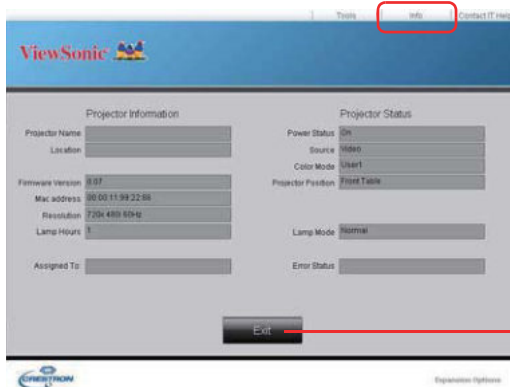 Tools Info Contact IT Help
ViewSonic
Projector Information
Projector Name
Location
Firmware Version 0.07
Mac address 00:00:11:99:22:66
Resolution 720x 480i 60Hz
Lamp Hours 1
Assigned To:
Projector Status
Power Status On
Source Video
Color Mode User1
Projector Position Front Table
Lamp Mode Normal
Error Status
Exit
CRESTRON
Expansion Options